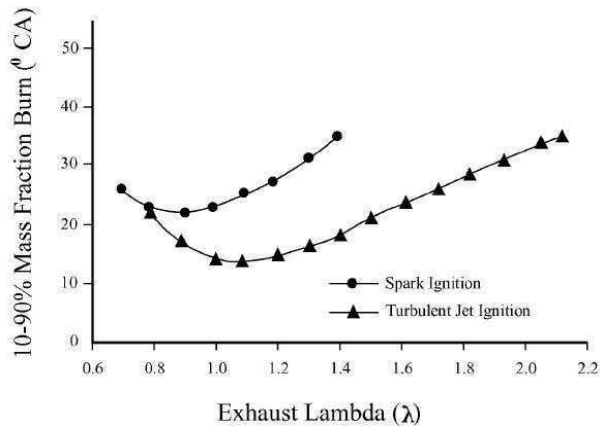 10-90% Mass Fraction Burn (⁰ CA)
50
40
30
20
10
0
0.6 0.8 1.0 1.2 1.4 1.6 1.8 2.0 2.2
Spark Ignition
Turbulent Jet Ignition
Exhaust Lambda (λ)